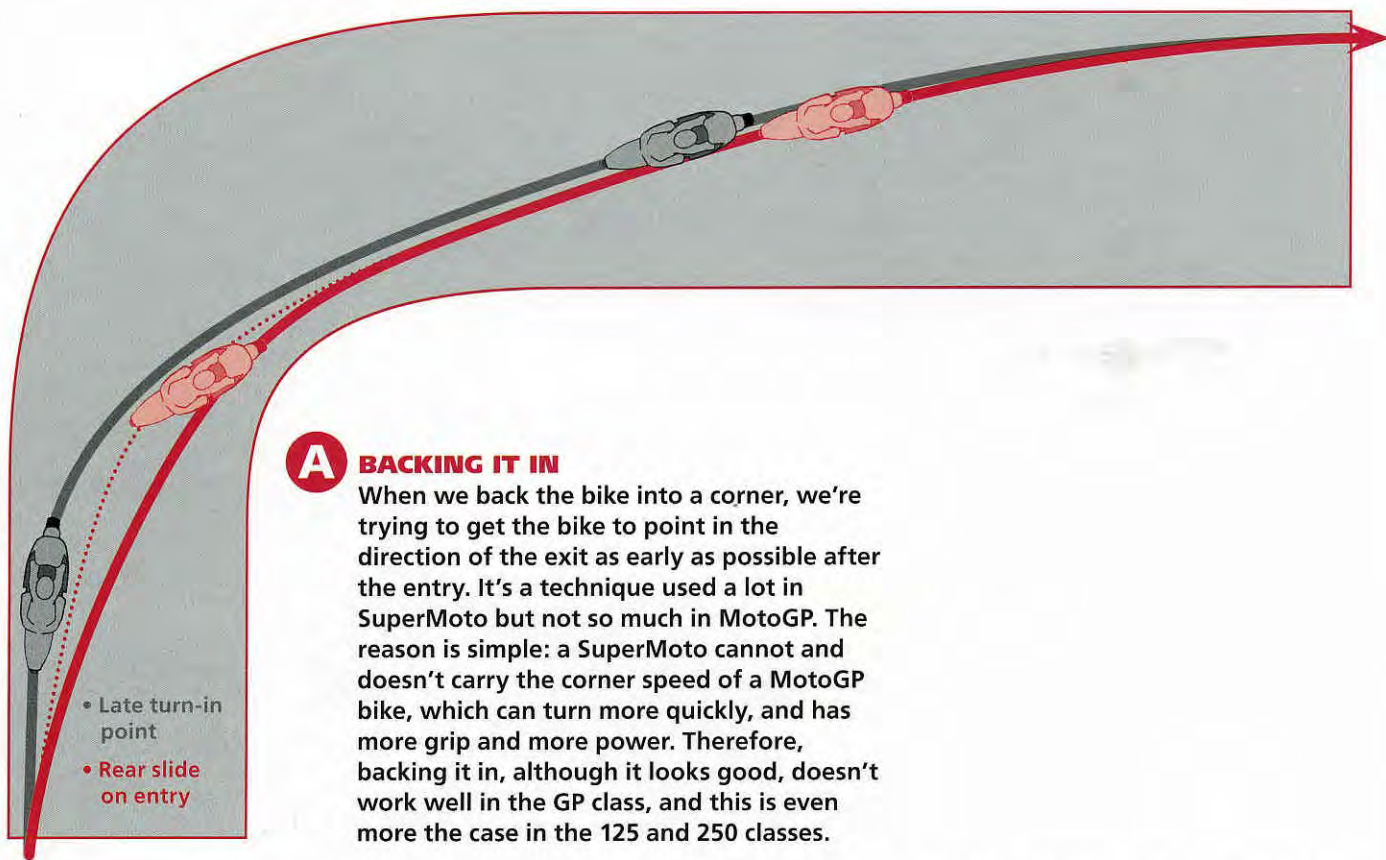 • Late turn-in
point
• Rear slide
on entry
A BACKING IT IN
When we back the bike into a corner, we're
trying to get the bike to point in the
direction of the exit as early as possible after
the entry. It's a technique used a lot in
SuperMoto but not so much in MotoGP. The
reason is simple: a SuperMoto cannot and
doesn't carry the corner speed of a MotoGP
bike, which can turn more quickly, and has
more grip and more power. Therefore,
backing it in, although it looks good, doesn't
work well in the GP class, and this is even
more the case in the 125 and 250 classes.